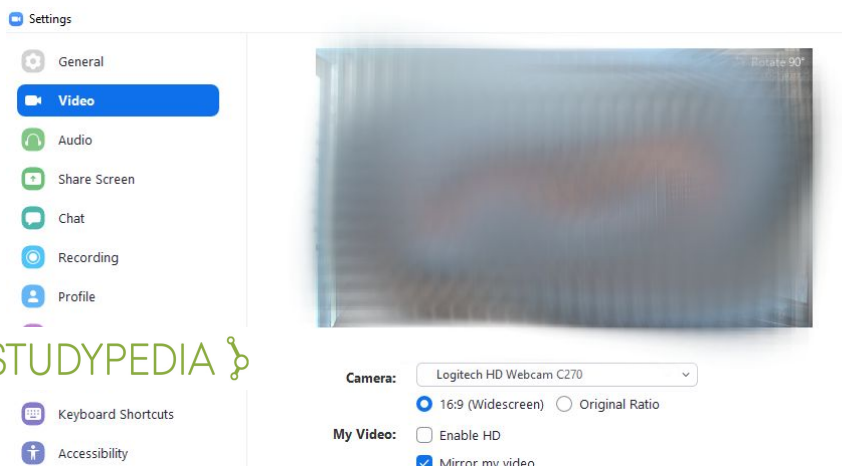 Settings
General
Video
Audio
Share Screen
Chat
Recording
Profile
STUDYPEDIA
Keyboard Shortcuts
Accessibility
Rotate 90°
Camera: Logitech HD Webcam C270
16:9 (Widescreen) Original Ratio
My Video: Enable HD
Mirror my video